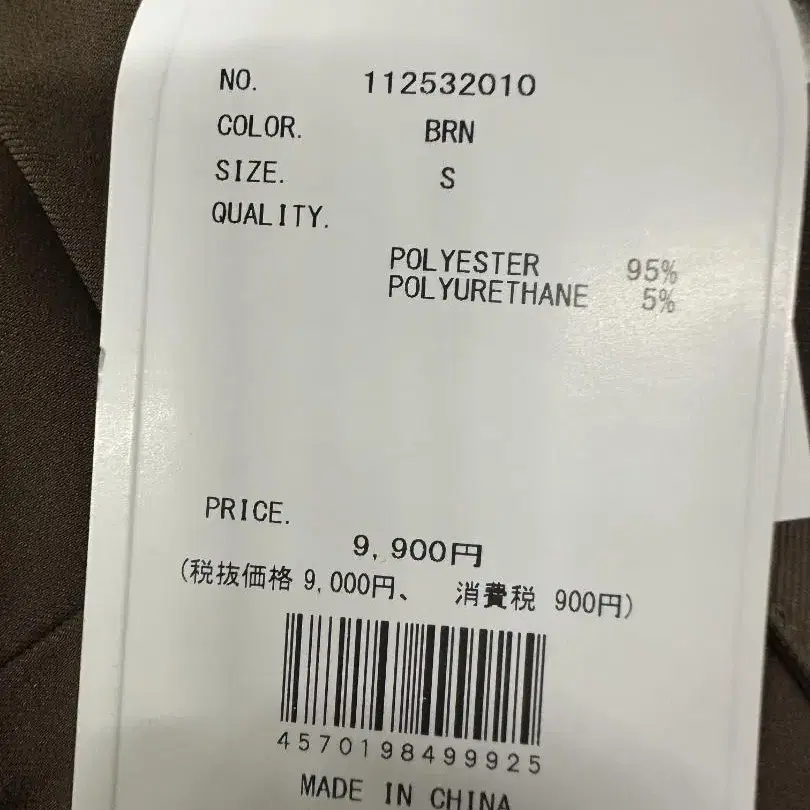 NO. 112532010
COLOR. BRN
SIZE. S
QUALITY.
POLYESTER 95%
POLYURETHANE 5%
PRICE.
9,900円
(税抜価格 9,000円、 消費税 900円)
4570198499925
MADE IN CHINA